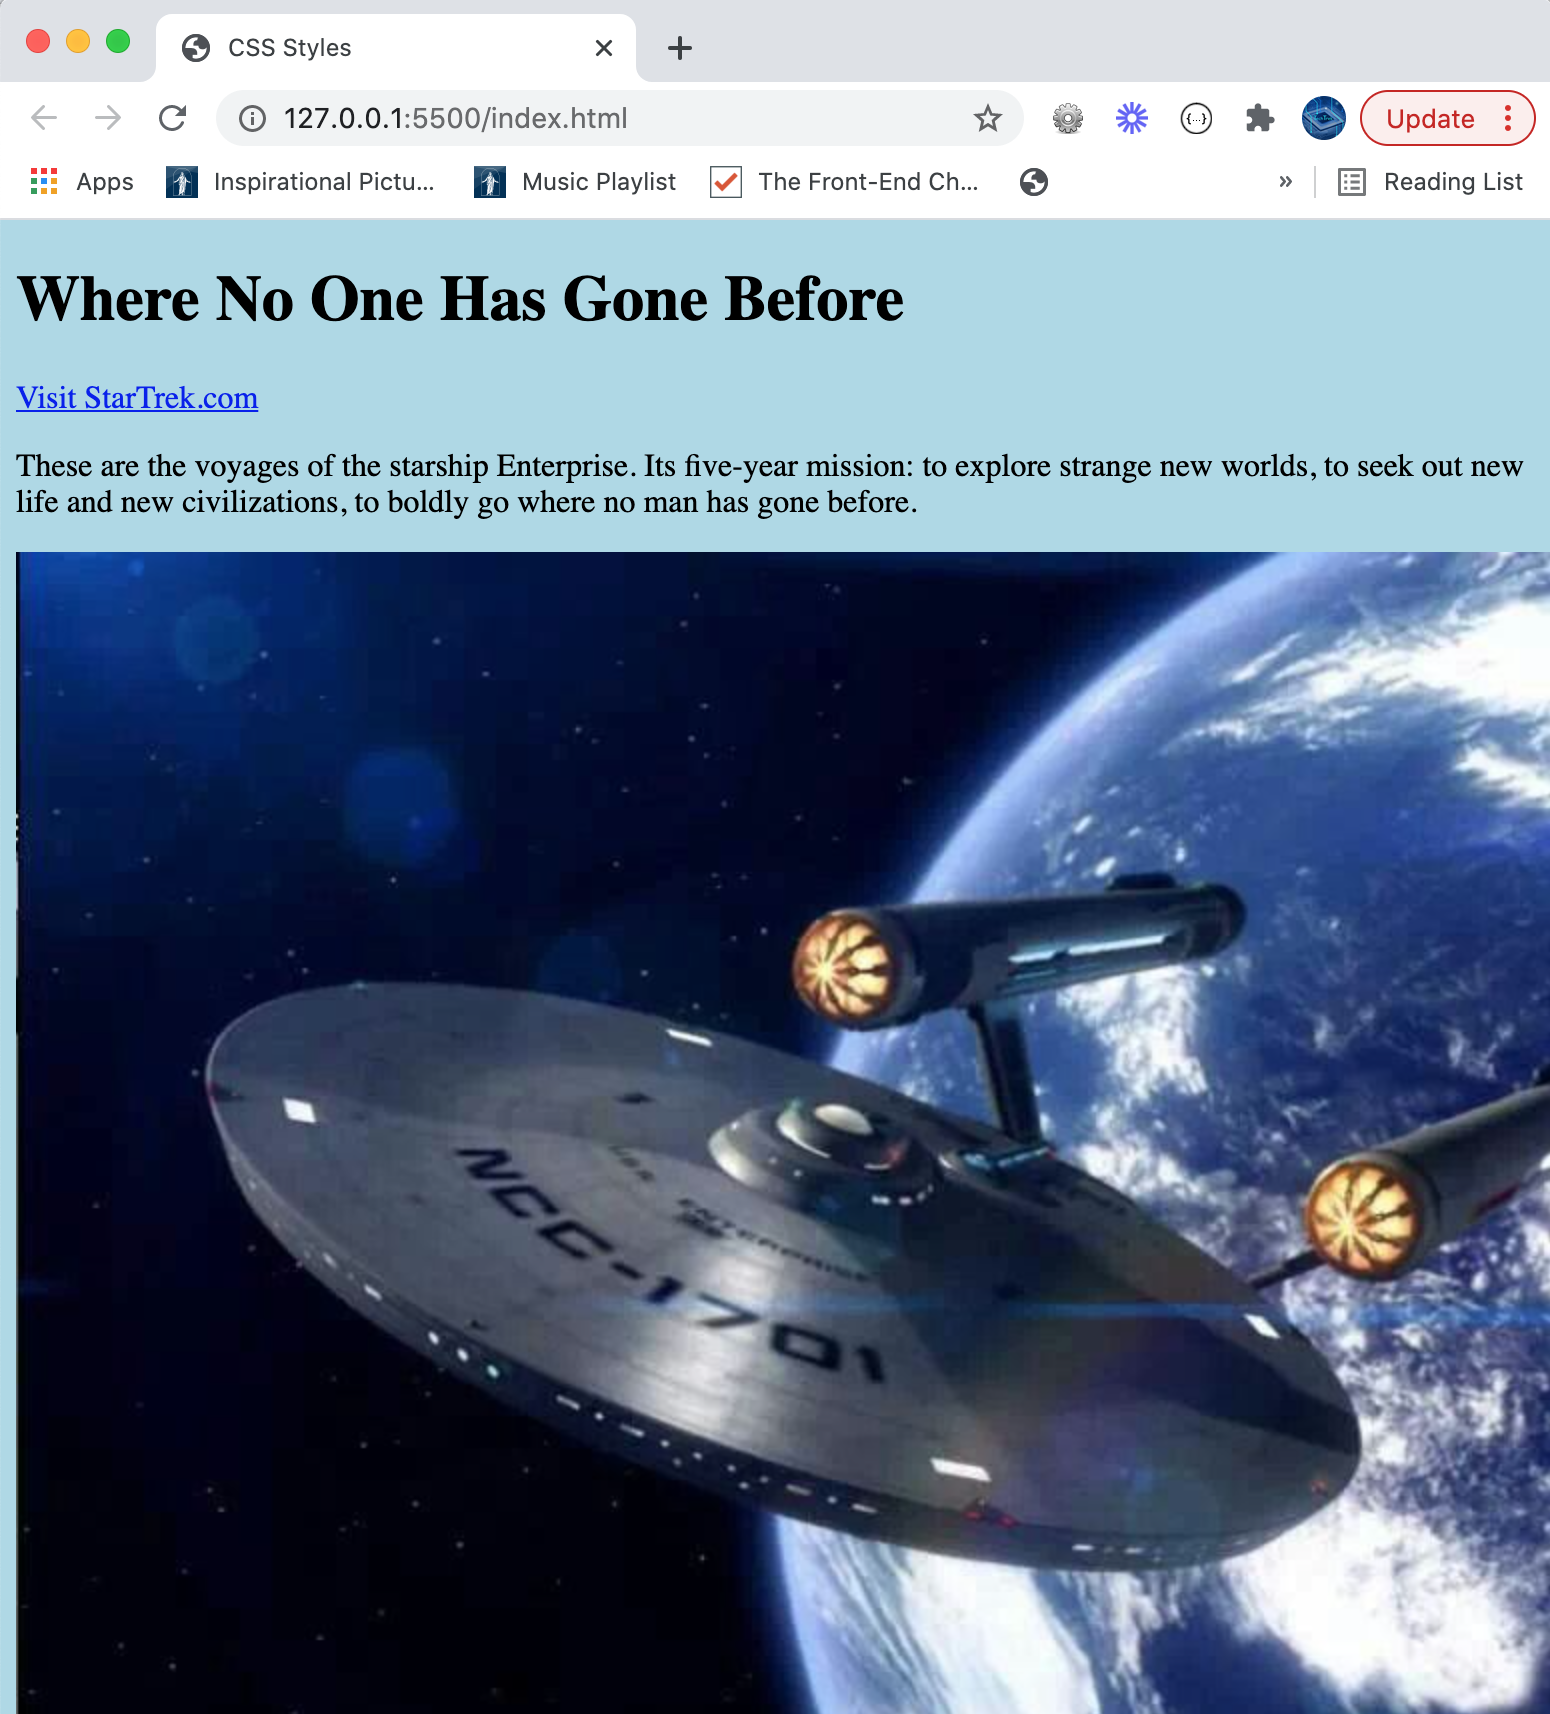 CSS Styles
127.0.0.1:5500/index.html
{...}
Update
Apps
Inspirational Pictu...
Music Playlist
The Front-End Ch...
»
Reading List
Where No One Has Gone Before
Visit StarTrek.com
These are the voyages of the starship Enterprise. Its five-year mission: to explore strange new worlds, to seek out new
life and new civilizations, to boldly go where no man has gone before.
U.S.S. ENTERPRISE
NCC-1701